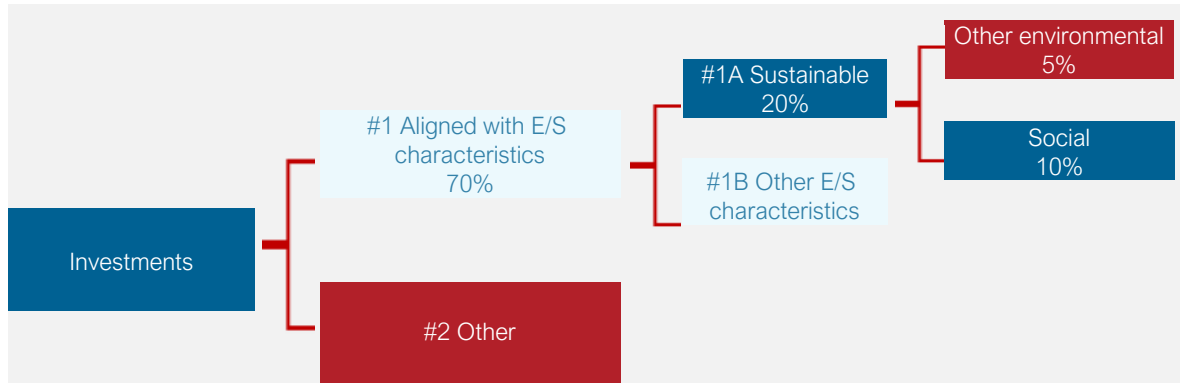 Other environmental
5%
#1A Sustainable
20%
#1 Aligned with E/S
characteristics
70%
Social
10%
#1B Other E/S
characteristics
Investments
#2 Other